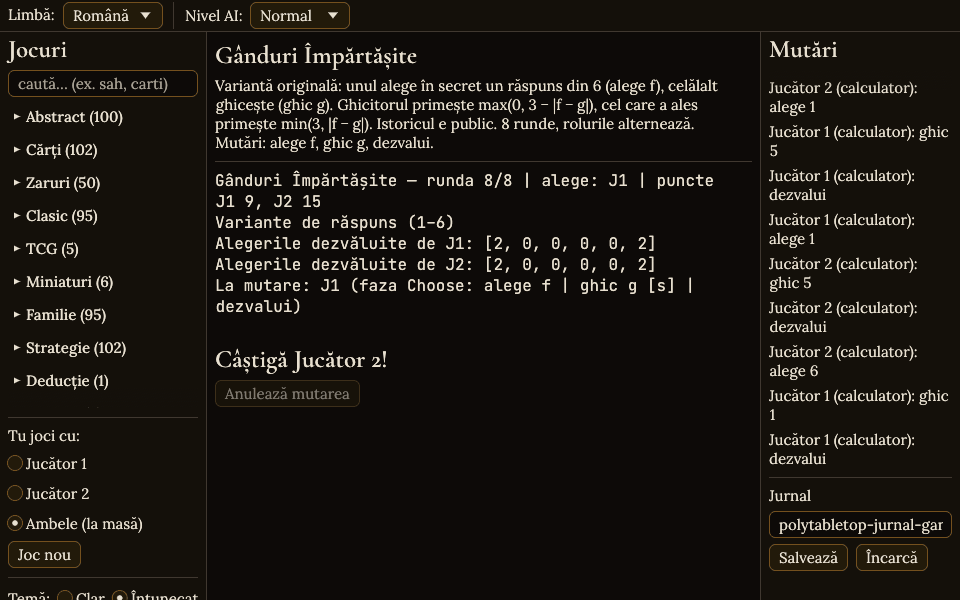 Limbă: Română ▼ Nivel AI: Normal ▼
Jocuri
caută... (ex. sah, carti)
▸ Abstract (100)
▸ Cărți (102)
▸ Zaruri (50)
▸ Clasic (95)
▸ TCG (5)
▸ Miniaturi (6)
▸ Familie (95)
▸ Strategie (102)
▸ Deducție (1)
Tu joci cu:
Jucător 1
Jucător 2
Ambele (la masă)
Joc nou
Temă: Clar Întunecat
Gânduri Împărtășite
Variantă originală: unul alege în secret un răspuns din 6 (alege f), celălalt
ghicește (ghic g). Ghicitorul primește max(0, 3 − |f − g|), cel care a ales
primește min(3, |f − g|). Istoricul e public. 8 runde, rolurile alternează.
Mutări: alege f, ghic g, dezvalui.
Gânduri Împărtășite — runda 8/8 | alege: J1 | puncte
J1 9, J2 15
Variante de răspuns (1–6)
Alegerile dezvăluite de J1: [2, 0, 0, 0, 0, 2]
Alegerile dezvăluite de J2: [2, 0, 0, 0, 0, 2]
La mutare: J1 (faza Choose: alege f | ghic g [s] |
dezvalui)
Câștigă Jucător 2!
Anulează mutarea
Mutări
Jucător 2 (calculator):
alege 1
Jucător 1 (calculator): ghic
5
Jucător 1 (calculator):
dezvalui
Jucător 1 (calculator):
alege 1
Jucător 2 (calculator):
ghic 5
Jucător 2 (calculator):
dezvalui
Jucător 2 (calculator):
alege 6
Jucător 1 (calculator): ghic
1
Jucător 1 (calculator):
dezvalui
Jurnal
polytabletop-jurnal-gar
Salvează Încarcă